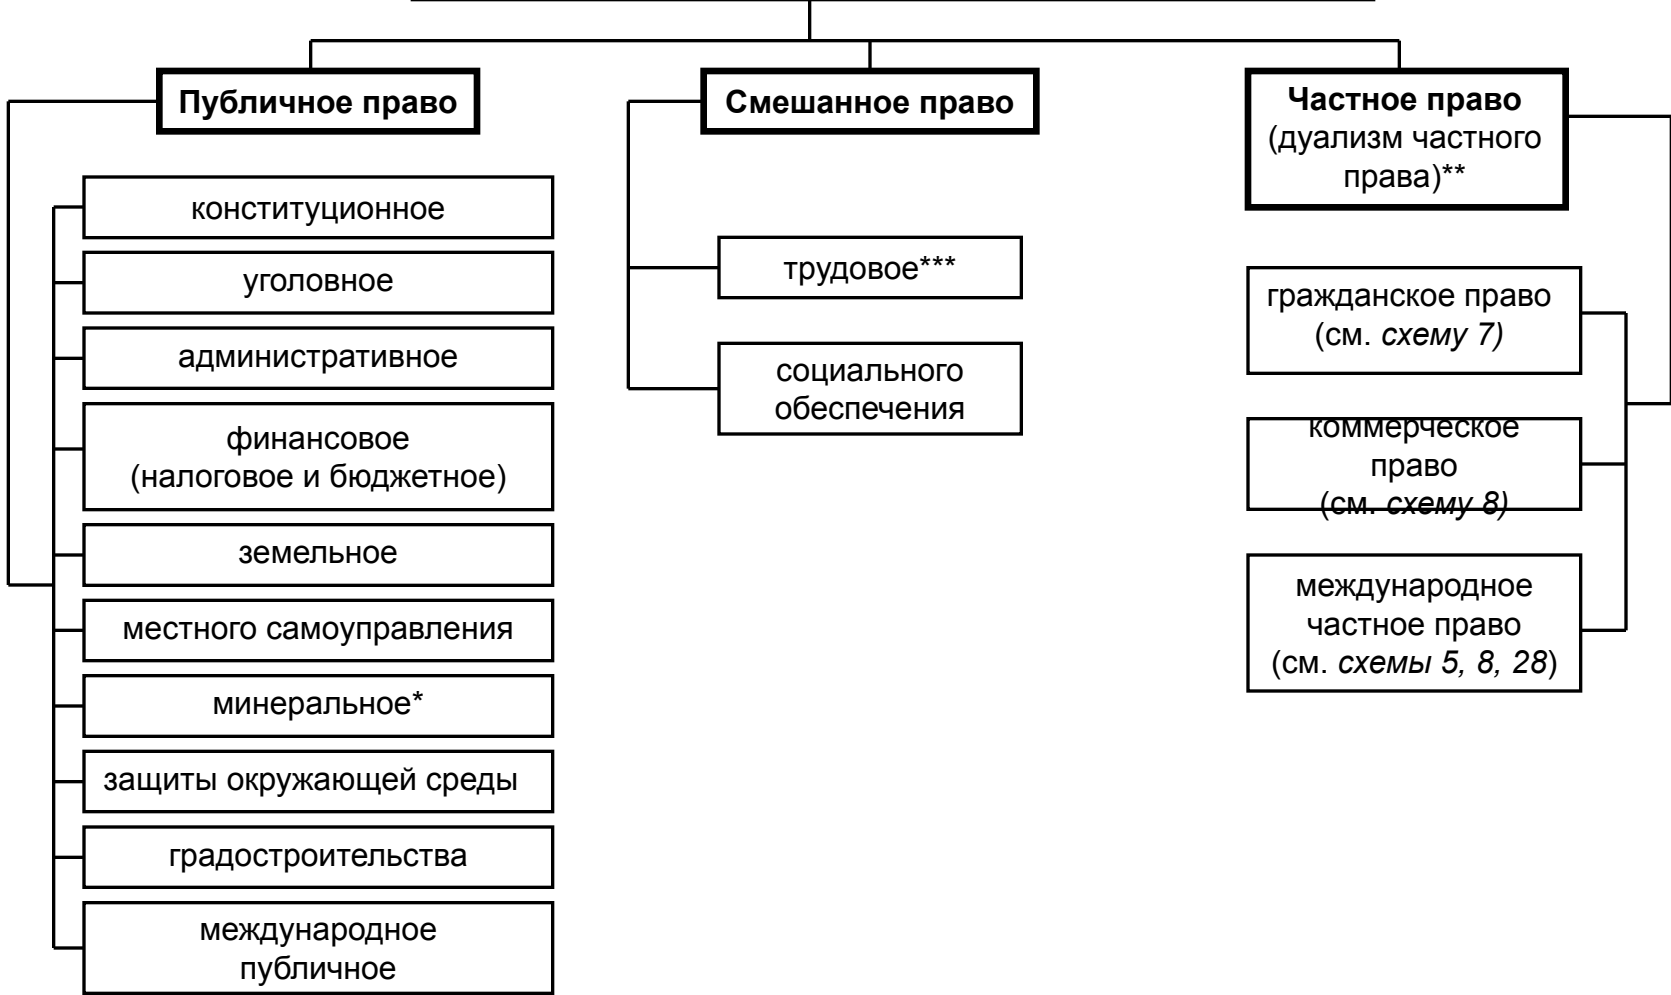 Публичное право
конституционное
уголовное
административное
финансовое
(налоговое и бюджетное)
земельное
местного самоуправления
минеральное*
защиты окружающей среды
градостроительства
международное
публичное
Смешанное право
трудовое***
социального
обеспечения
Частное право
(дуализм частного
права)**
гражданское право
(см. схему 7)
коммерческое
право
(см. схему 8)
международное
частное право
(см. схемы 5, 8, 28)